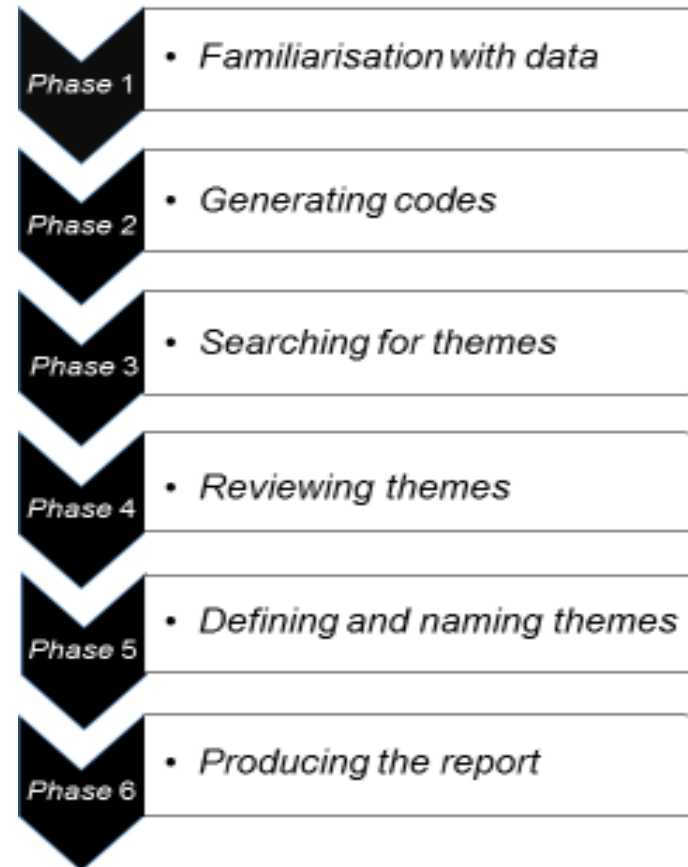 Phase 1
• Familiarisation with data
Phase 2
• Generating codes
Phase 3
• Searching for themes
Phase 4
• Reviewing themes
Phase 5
• Defining and naming themes
Phase 6
• Producing the report